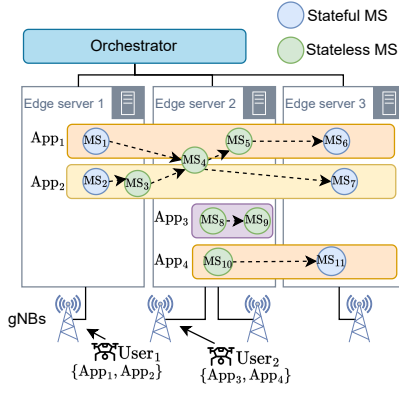 Stateful MS
Orchestrator
Stateless MS
Edge server 1
Edge server 2
Edge server 3
App₁
MS₁
MS₄
MS₅
MS₆
App₂
MS₂
MS₃
MS₇
App₃
MS₈
MS₉
App₄
MS₁₀
MS₁₁
gNBs
User₁
{App₁, App₂}
User₂
{App₃, App₄}